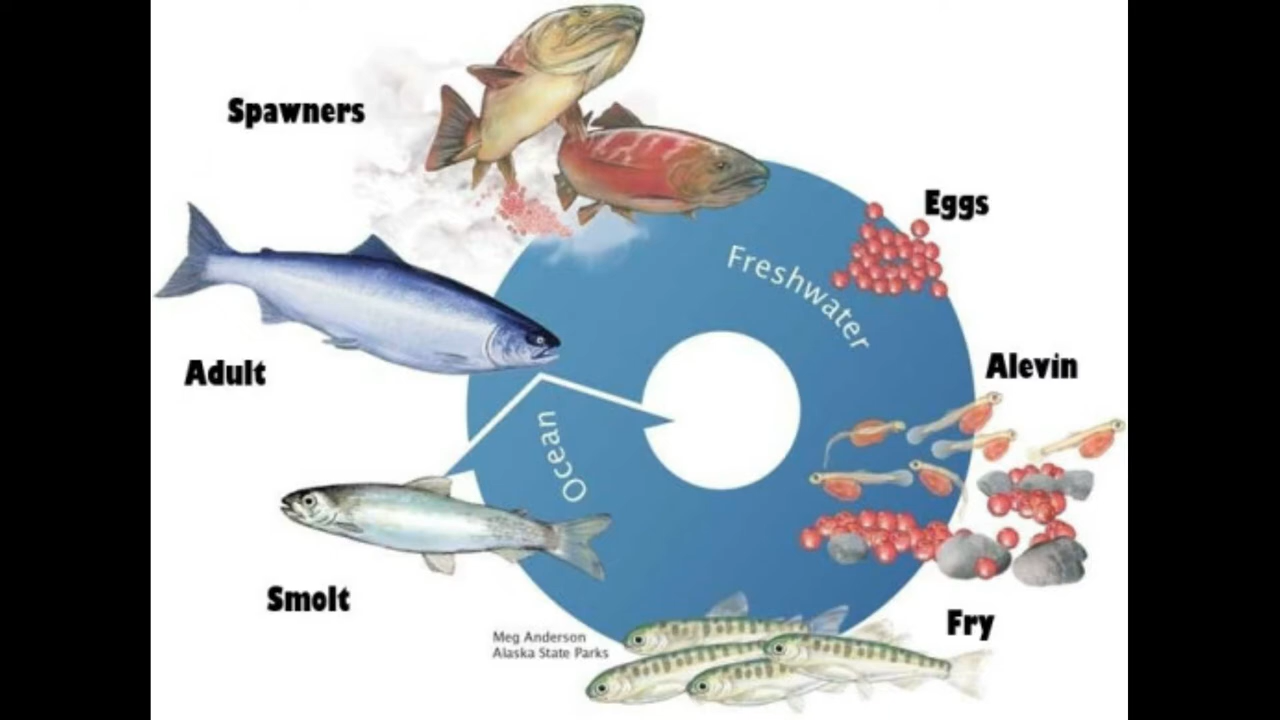 Spawners
Eggs
Freshwater
Alevin
Adult
Ocean
Smolt
Fry
Meg Anderson
Alaska State Parks